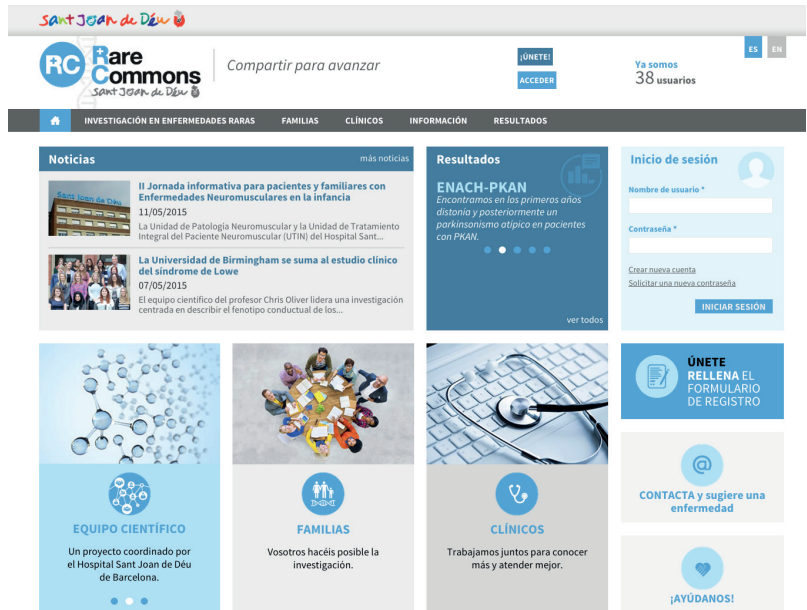 Sant Joan de Déu
RC Rare
Commons
Sant Joan de Déu
Compartir para avanzar
¡ÚNETE!
ACCEDER
Ya somos
38 usuarios
ES EN
INVESTIGACIÓN EN ENFERMEDADES RARAS FAMILIAS CLÍNICOS INFORMACIÓN RESULTADOS
Noticias más noticias
II Jornada informativa para pacientes y familiares con
Enfermedades Neuromusculares en la infancia
11/05/2015
La Unidad de Patología Neuromuscular y la Unidad de Tratamiento
Integral del Paciente Neuromuscular (UTIN) del Hospital Sant...
Sant Joan de Déu
La Universidad de Birmingham se suma al estudio clínico
del síndrome de Lowe
07/05/2015
El equipo científico del profesor Chris Oliver lidera una investigación
centrada en describir el fenotipo conductual de los...
Resultados
ENACH-PKAN
Encontramos en los primeros años
distonía y posteriormente un
parkinsonismo atípico en pacientes
con PKAN.
ver todos
Inicio de sesión
Nombre de usuario *
Contraseña *
Crear nueva cuenta
Solicitar una nueva contraseña
INICIAR SESIÓN
EQUIPO CIENTÍFICO
Un proyecto coordinado por
el Hospital Sant Joan de Déu
de Barcelona.
FAMILIAS
Vosotros hacéis posible la
investigación.
CLÍNICOS
Trabajamos juntos para conocer
más y atender mejor.
ÚNETE
RELLENA EL
FORMULARIO
DE REGISTRO
@
CONTACTA y sugiere una
enfermedad
¡AYÚDANOS!